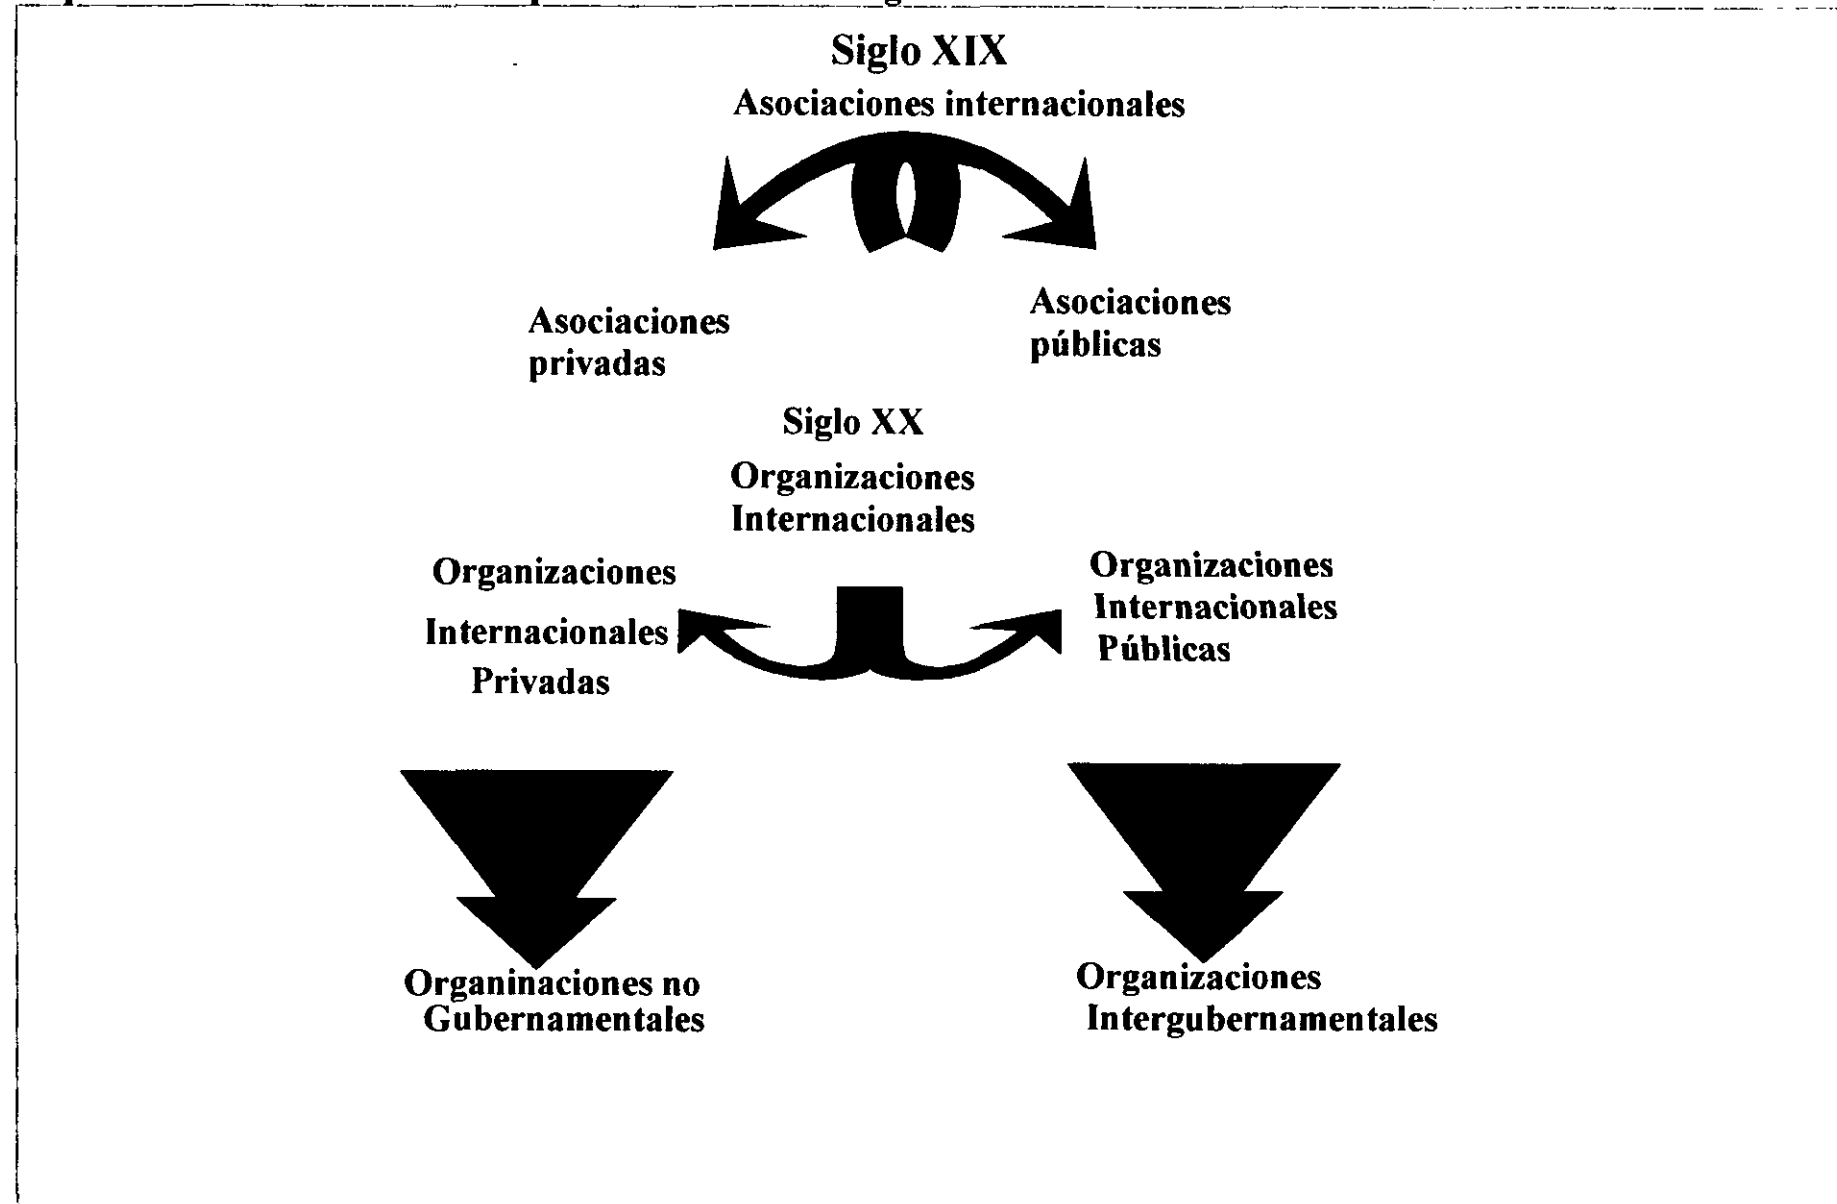 Siglo XIX
Asociaciones internacionales
Asociaciones
privadas
Asociaciones
públicas
Siglo XX
Organizaciones
Internacionales
Organizaciones
Internacionales
Privadas
Organizaciones
Internacionales
Públicas
Organinaciones no
Gubernamentales
Organizaciones
Intergubernamentales